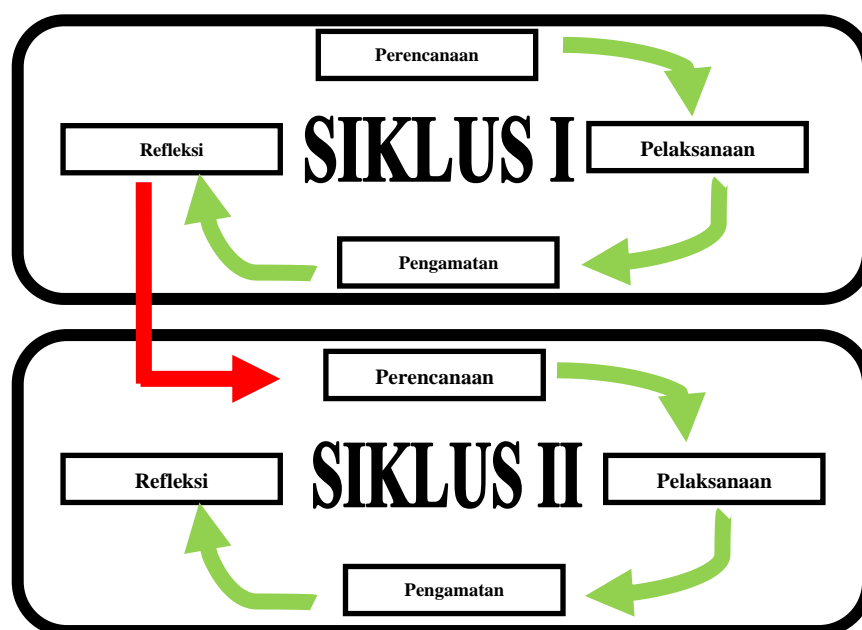 Perencanaan
Refleksi
SIKLUS I
Pelaksanaan
Pengamatan
Perencanaan
Refleksi
SIKLUS II
Pelaksanaan
Pengamatan